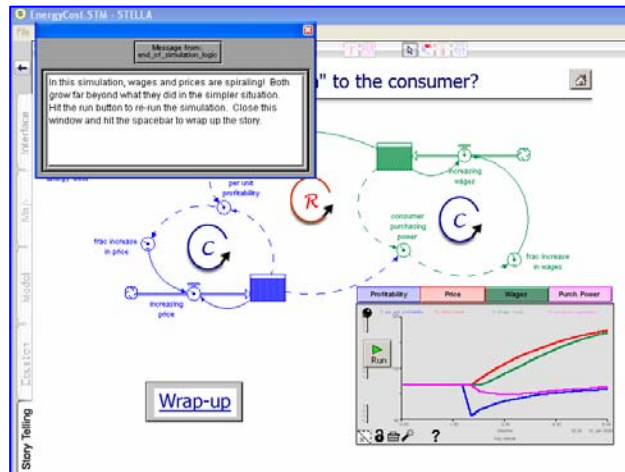 EnergyCost.STM - STELLA
File
Message from:
end_of_simulation_logic
In this simulation, wages and prices are spiraling! Both
grow far beyond what they did in the simpler situation.
Hit the run button to re-run the simulation. Close this
window and hit the spacebar to wrap up the story.
" to the consumer?
Interface
Map
Model
Equation
Story Telling
per unit
profitability
frac increase
in price
increasing
price
C
R
C
increasing
wages
consumer
purchasing
power
frac increase
in wages
Profitability
Price
Wages
Purch Power
Run
?
Wrap-up